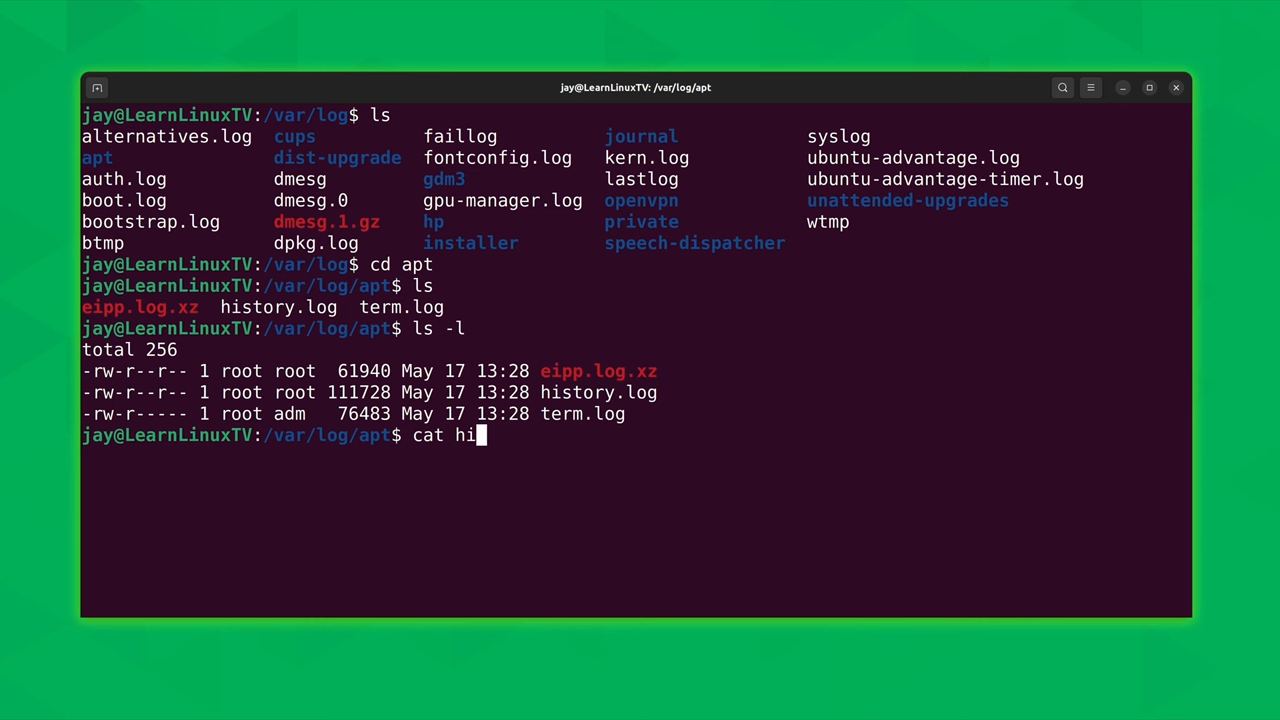 jay@LearnLinuxTV: /var/log/apt
jay@LearnLinuxTV:/var/log$ ls
alternatives.log cups faillog journal syslog
apt dist-upgrade fontconfig.log kern.log ubuntu-advantage.log
auth.log dmesg gdm3 lastlog ubuntu-advantage-timer.log
boot.log dmesg.0 gpu-manager.log openvpn unattended-upgrades
bootstrap.log dmesg.1.gz hp private wtmp
btmp dpkg.log installer speech-dispatcher
jay@LearnLinuxTV:/var/log$ cd apt
jay@LearnLinuxTV:/var/log/apt$ ls
eipp.log.xz history.log term.log
jay@LearnLinuxTV:/var/log/apt$ ls -l
total 256
-rw-r--r-- 1 root root 61940 May 17 13:28 eipp.log.xz
-rw-r--r-- 1 root root 111728 May 17 13:28 history.log
-rw-r----- 1 root adm 76483 May 17 13:28 term.log
jay@LearnLinuxTV:/var/log/apt$ cat hi